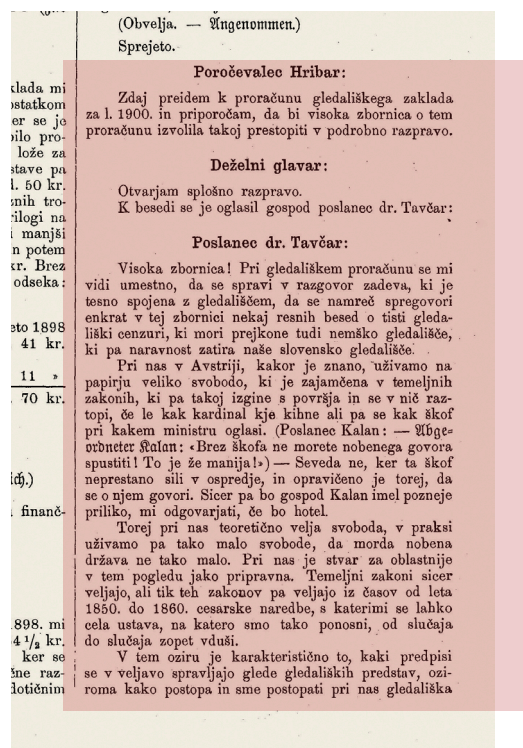 klada mi
ostatkom
er se je
bilo pro-
lože za
stave pa
l. 50 kr.
znih tro-
rilogi na
i manjši
n potem
kr. Brez
odseka:
eto 1898
41 kr.
11 »
70 kr.
ich.)
i finanč-
1898. mi
4 ½ kr.
ker se
čne raz-
dotičnim
(Obvelja. — Angenommen.)
Sprejeto.
Poročevalec Hribar:
Zdaj preidem k proračunu gledališkega zaklada
za l. 1900. in priporočam, da bi visoka zbornica o tem
proračunu izvolila takoj prestopiti v podrobno razpravo.
Deželni glavar:
Otvarjam splošno razpravo.
K besedi se je oglasil gospod poslanec dr. Tavčar:
Poslanec dr. Tavčar:
Visoka zbornica! Pri gledališkem proračunu se mi
vidi umestno, da se spravi v razgovor zadeva, ki je
tesno spojena z gledališčem, da se namreč spregovori
enkrat v tej zbornici nekaj resnih besed o tisti gleda-
liški cenzuri, ki mori prejkone tudi nemško gledališče,
ki pa naravnost zatira naše slovensko gledališče.
Pri nas v Avstriji, kakor je znano, uživamo na
papirju veliko svobodo, ki je zajamčena v temeljnih
zakonih, ki pa takoj izgine s površja in se v nič raz-
topi, če le kak kardinal kje kihne ali pa se kak škof
pri kakem ministru oglasi. (Poslanec Kalan: — Abge-
ordneter Kalan: «Brez škofa ne morete nobenega govora
spustiti! To je že manija!») — Seveda ne, ker ta škof
neprestano sili v ospredje, in opravičeno je torej, da
se o njem govori. Sicer pa bo gospod Kalan imel pozneje
priliko, mi odgovarjati, če bo hotel.
Torej pri nas teoretično velja svoboda, v praksi
uživamo pa tako malo svobode, da morda nobena
država ne tako malo. Pri nas je stvar za oblastnije
v tem pogledu jako pripravna. Temeljni zakoni sicer
veljajo, ali tik teh zakonov pa veljajo iz časov od leta
1850. do 1860. cesarske naredbe, s katerimi se lahko
cela ustava, na katero smo tako ponosni, od slučaja
do slučaja zopet vduši.
V tem oziru je karakteristično to, kaki predpisi
se v veljavo spravljajo glede gledaliških predstav, ozi-
roma kako postopa in sme postopati pri nas gledališka